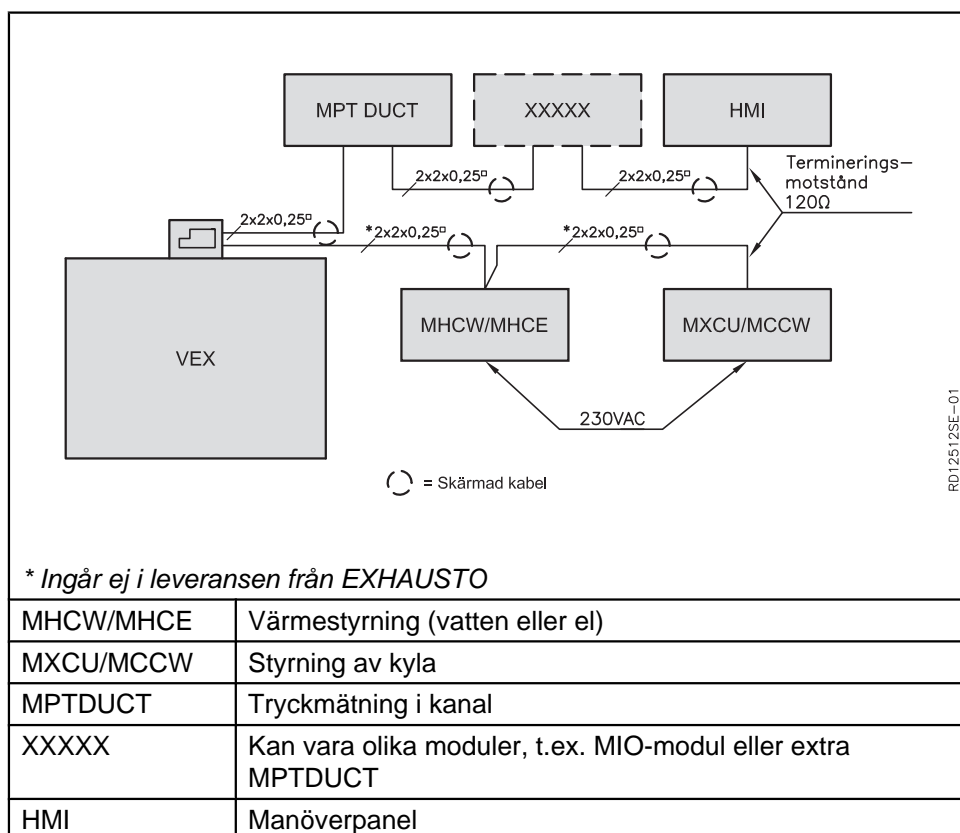 MPT DUCT
XXXXX
HMI
2x2x0,25¤
2x2x0,25¤
Terminerings-
motstånd
120Ω
2x2x0,25¤
*2x2x0,25¤
*2x2x0,25¤
MHCW/MHCE
MXCU/MCCW
VEX
230VAC
= Skärmad kabel
RD12512SE-01
* Ingår ej i leveransen från EXHAUSTO
MHCW/MHCE Värmestyrning (vatten eller el)
MXCU/MCCW Styrning av kyla
MPTDUCT Tryckmätning i kanal
XXXXX Kan vara olika moduler, t.ex. MIO-modul eller extra
MPTDUCT
HMI Manöverpanel